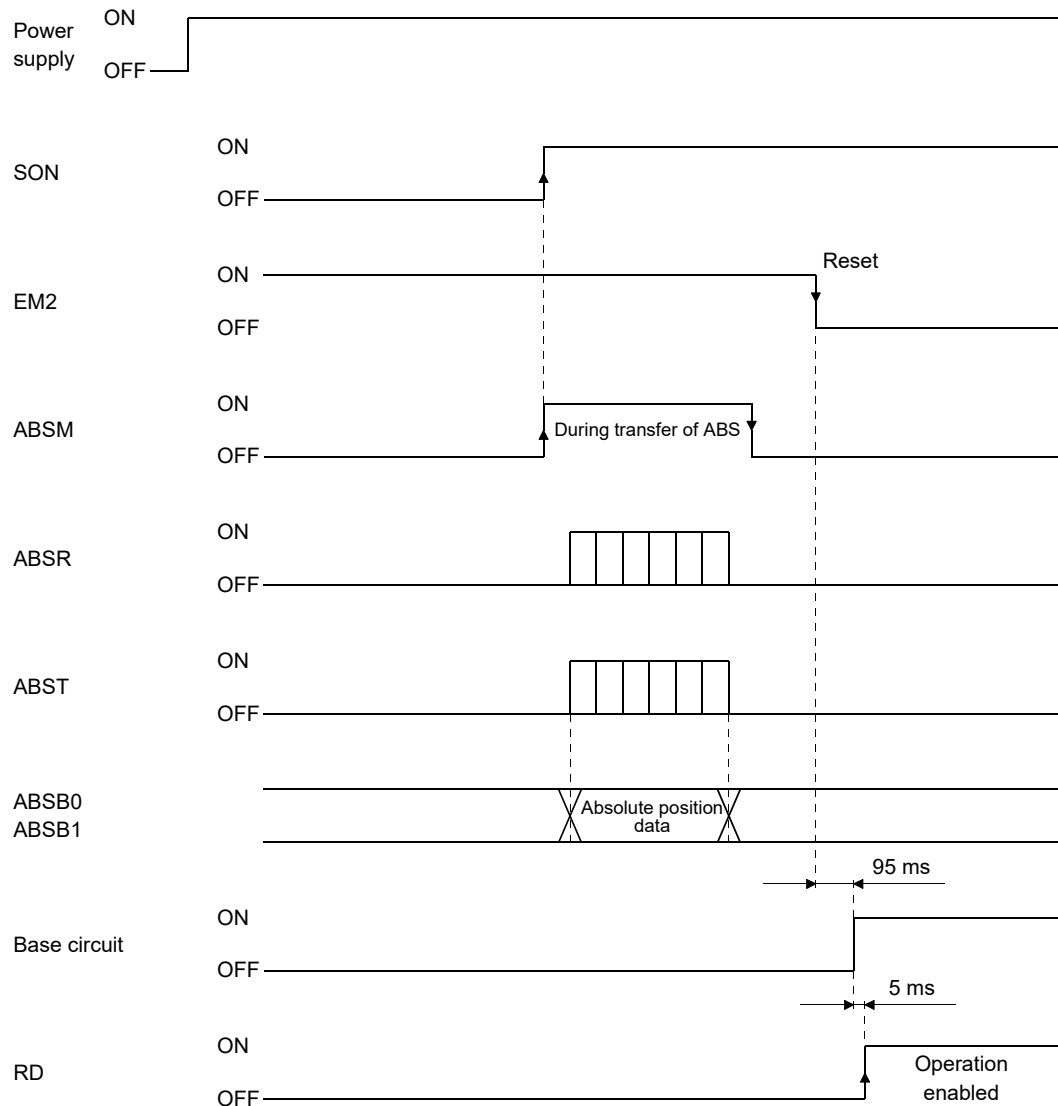 Power
supply
ON
OFF
SON
ON
OFF
EM2
ON
OFF
Reset
ABSM
ON
OFF
During transfer of ABS
ABSR
ON
OFF
ABST
ON
OFF
ABSB0
ABSB1
Absolute position
data
95 ms
Base circuit
ON
OFF
5 ms
RD
ON
OFF
Operation
enabled